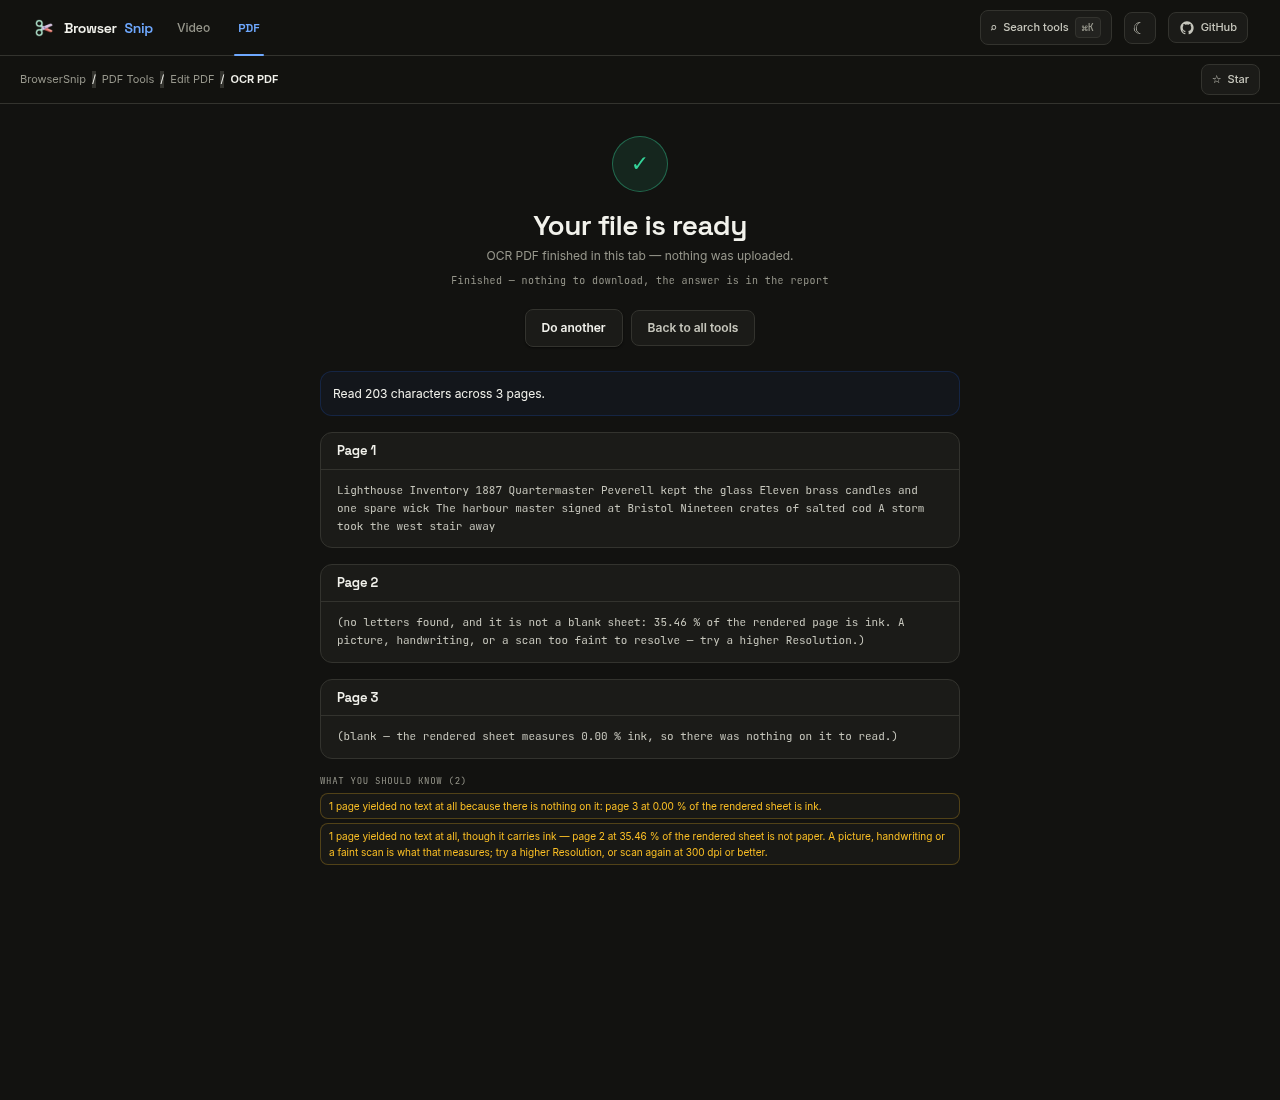 Browser Snip Video PDF Search tools ⌘K GitHub
BrowserSnip / PDF Tools / Edit PDF / OCR PDF ☆ Star
✓
Your file is ready
OCR PDF finished in this tab — nothing was uploaded.
Finished — nothing to download, the answer is in the report
Do another Back to all tools
Read 203 characters across 3 pages.
Page 1
Lighthouse Inventory 1887 Quartermaster Peverell kept the glass Eleven brass candles and
one spare wick The harbour master signed at Bristol Nineteen crates of salted cod A storm
took the west stair away
Page 2
(no letters found, and it is not a blank sheet: 35.46 % of the rendered page is ink. A
picture, handwriting, or a scan too faint to resolve — try a higher Resolution.)
Page 3
(blank — the rendered sheet measures 0.00 % ink, so there was nothing on it to read.)
WHAT YOU SHOULD KNOW (2)
1 page yielded no text at all because there is nothing on it: page 3 at 0.00 % of the rendered sheet is ink.
1 page yielded no text at all, though it carries ink — page 2 at 35.46 % of the rendered sheet is not paper. A picture, handwriting or
a faint scan is what that measures; try a higher Resolution, or scan again at 300 dpi or better.